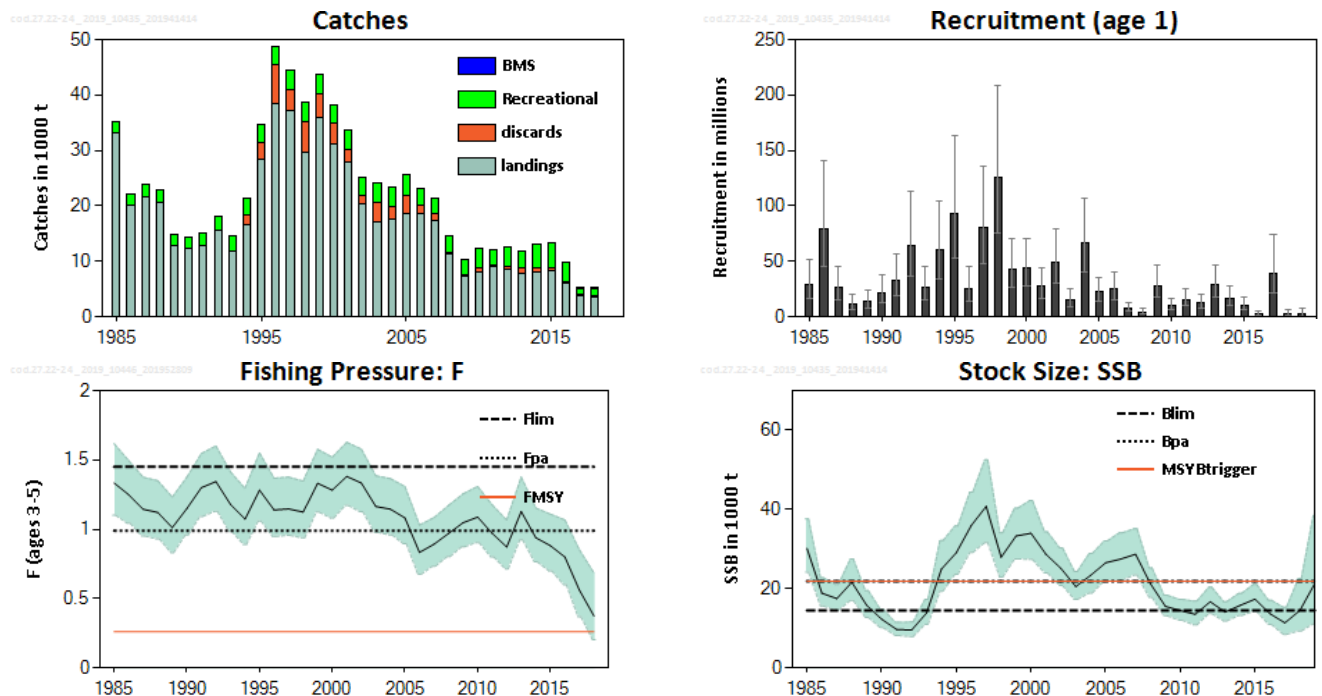 cod.27.22-24_2019_10435_201941414
Catches
Catches in 1000 t
50
40
30
20
10
0
BMS
Recreational
discards
landings
1985
1995
2005
2015
cod.27.22-24_2019_10435_201941414
Recruitment (age 1)
Recruitment in millions
250
200
150
100
50
0
1985
1990
1995
2000
2005
2010
2015
cod.27.22-24_2019_10446_201952809
Fishing Pressure: F
F (ages 3-5)
2
1.5
1
0.5
0
Flim
Fpa
FMSY
1985
1990
1995
2000
2005
2010
2015
cod.27.22-24_2019_10435_201941414
Stock Size: SSB
SSB in 1000 t
60
40
20
0
Blim
Bpa
MSYBtrigger
1985
1990
1995
2000
2005
2010
2015